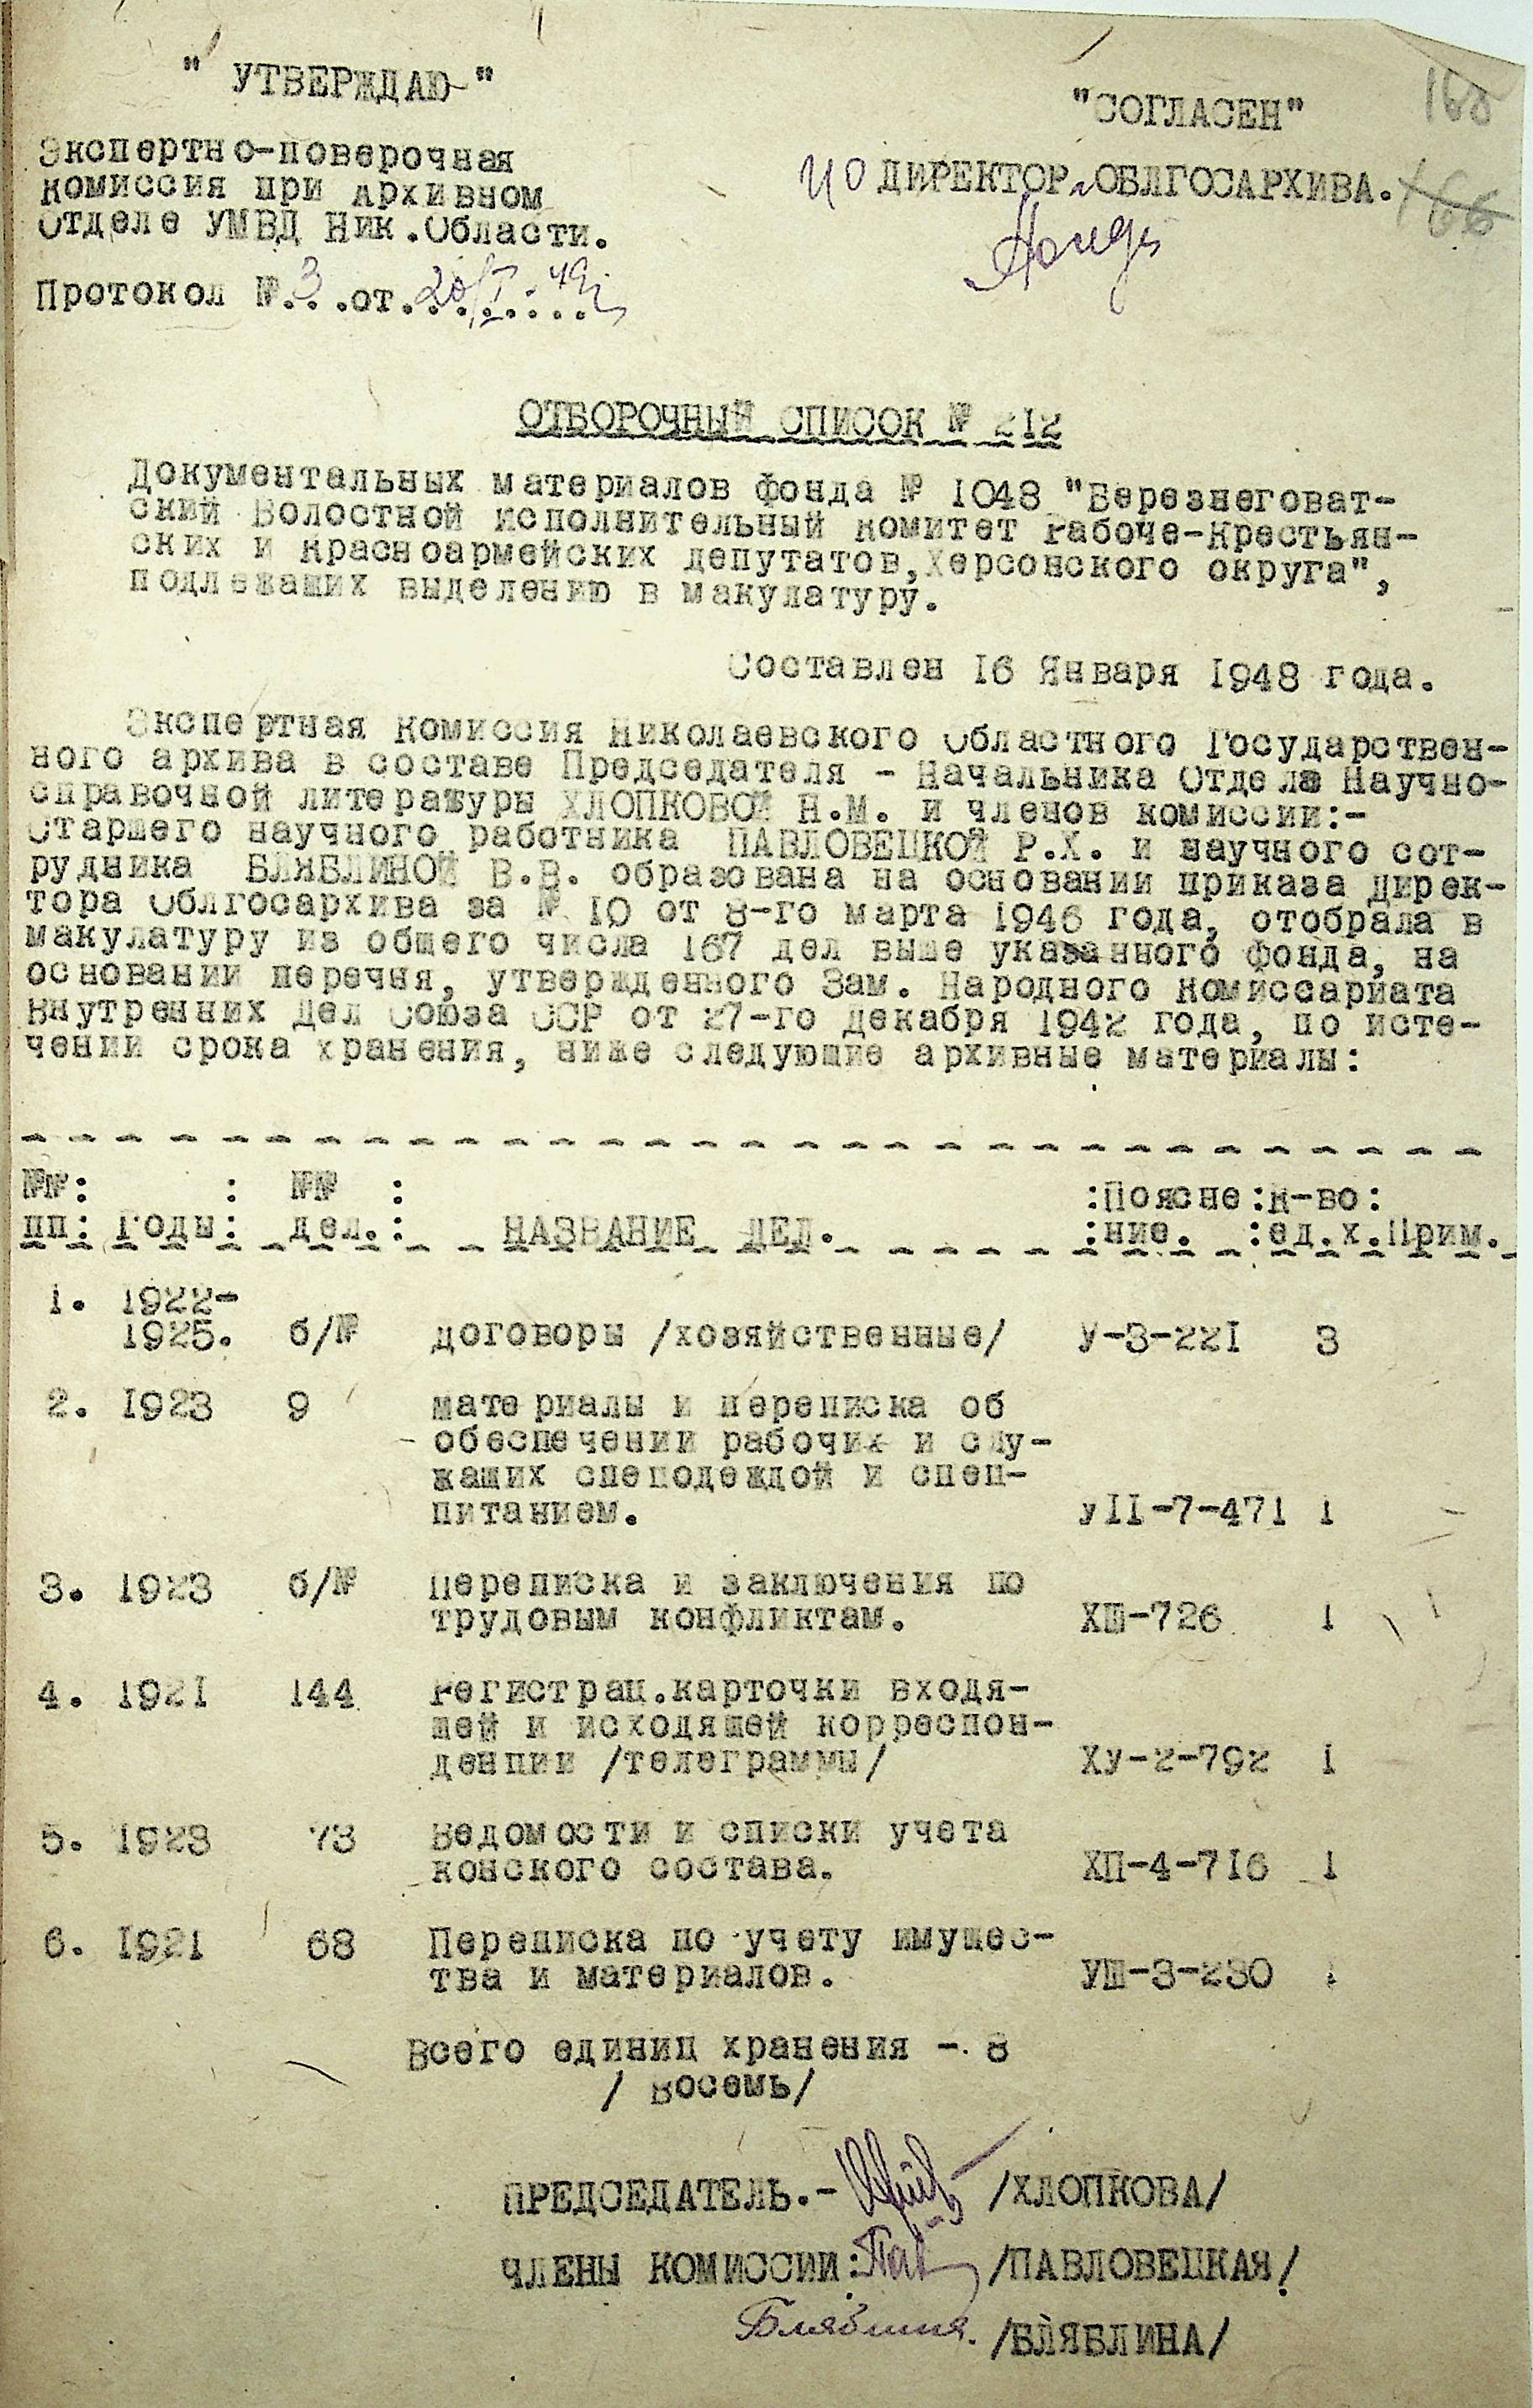 " УТВЕРЖДАЮ "
Экспертно-поверочная
комиссия при архивном
Отделе УМВД Ник.Области.
Протокол №.3..от.20/I-49г.
"СОГЛАСЕН"
168
ИО ДИРЕКТОР ОБЛГОСАРХИВА.
166
ОТБОРОЧНЫЙ СПИСОК № 212
Документальных материалов фонда № 1048 "Березнеговат-
ский Волостной исполнительный комитет Рабоче-Крестьян-
ских и Красноармейских депутатов,Херсонского округа",
подлежащих выделению в макулатуру.
Составлен 16 Января 1948 года.
Экспертная Комиссия Николаевского Областного Государствен-
ного архива в составе Председателя - Начальника Отдела Научно-
справочной литературы ХЛОПКОВОЙ Н.М. и членов комиссии:-
Старшего научного работника ПАВЛОВЕЦКОЙ Р.Х. и научного сот-
рудника БЛЯБЛИНОЙ В.В. образована на основании приказа Дирек-
тора Облгосархива за № 10 от 8-го марта 1946 года, отобрала в
макулатуру из общего числа 167 дел выше указанного фонда, на
основании перечня, утвержденного Зам. Народного Комиссариата
Внутренних Дел Союза ССР от 27-го декабря 1942 года, по исте-
чении срока хранения, ниже следующие архивные материалы:
№№: : №№ : :Поясне:К-во:
пп: Годы: дел.: НАЗВАНИЕ ДЕЛ. :ние. :ед.х.Прим.
1. 1922-
1925. б/№ договоры /хозяйственные/ У-3-221 3
2. 1923 9 материалы и переписка об
обеспечении рабочих и слу-
жащих спецодеждой и спец-
питанием. УII-7-471 1
3. 1923 б/№ Переписка и заключения по
трудовым конфликтам. ХШ-726 1
4. 1921 144 Регистрац.карточки входя-
щей и исходящей корреспон-
денции /телеграммы/ ХУ-2-792 1
5. 1923 73 Ведомости и списки учета
конского состава. ХП-4-716 1
6. 1921 68 Переписка по учету имущес-
тва и материалов. УШ-3-230 1
Всего единиц хранения - 8
/ Восемь/
ПРЕДСЕДАТЕЛЬ.- /ХЛОПКОВА/
ЧЛЕНЫ КОМИССИИ: Пав /ПАВЛОВЕЦКАЯ/
Бляблина. /БЛЯБЛИНА/